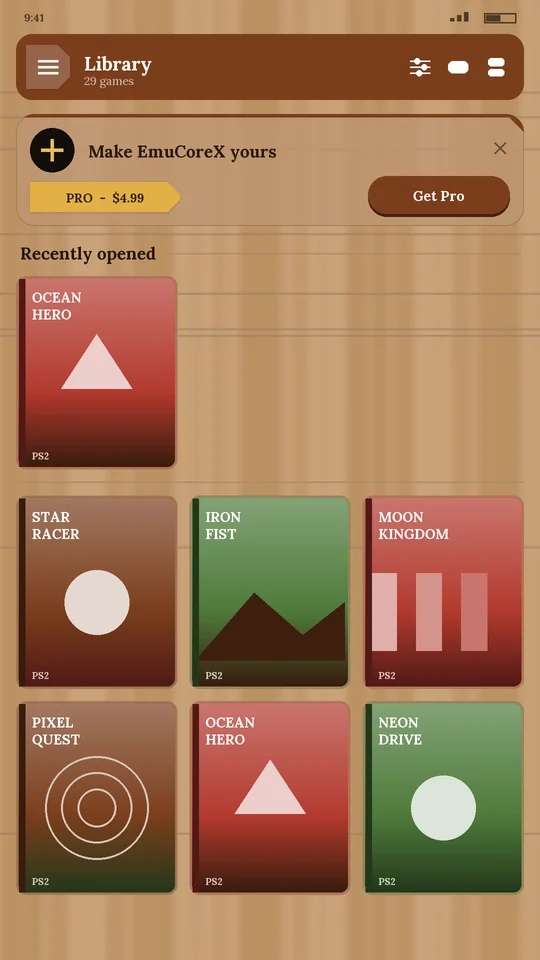 9:41
Library
29 games
Make EmuCoreX yours
PRO - $4.99
Get Pro
Recently opened
OCEAN
HERO
PS2
STAR
RACER
PS2
IRON
FIST
PS2
MOON
KINGDOM
PS2
PIXEL
QUEST
PS2
OCEAN
HERO
PS2
NEON
DRIVE
PS2